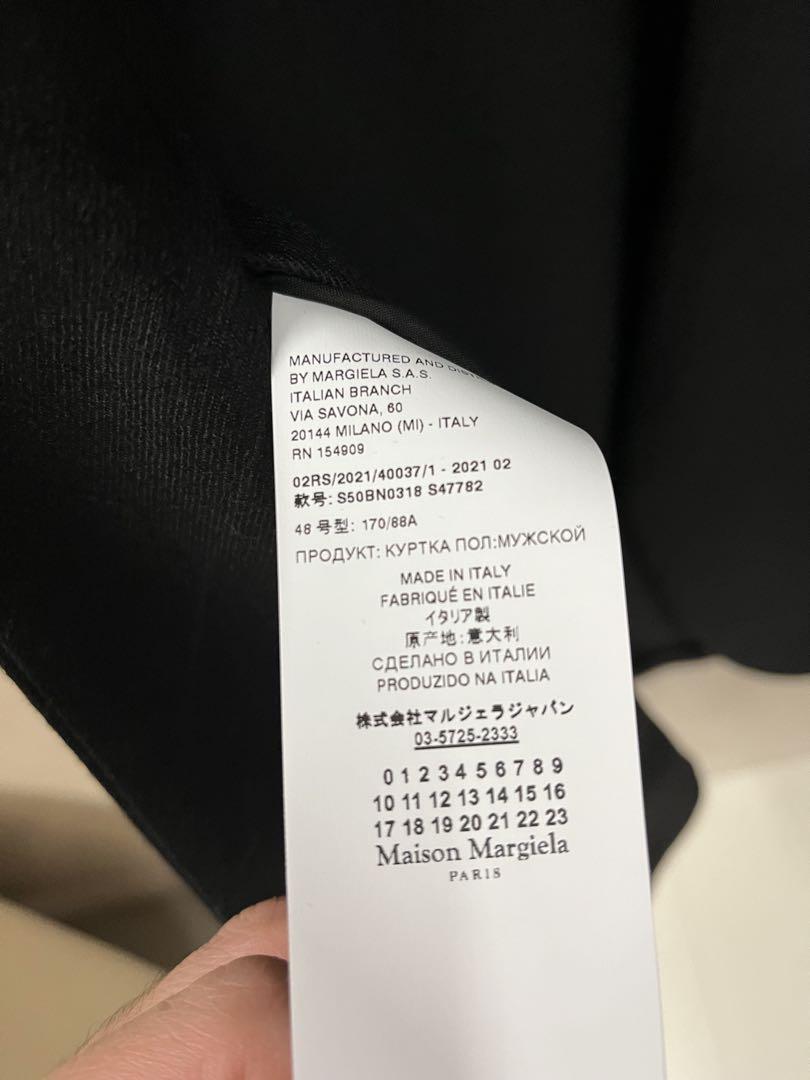 MANUFACTURED AND
BY MARGIELA S.A.S.
ITALIAN BRANCH
VIA SAVONA, 60
20144 MILANO (MI) - ITALY
RN 154909
02RS/2021/40037/1 - 2021 02
款号: S50BN0318 S47782
48 号型: 170/88A
ПРОДУКТ: КУРТКА ПОЛ:МУЖСКОЙ
MADE IN ITALY
FABRIQUÉ EN ITALIE
イタリア製
原产地:意大利
СДЕЛАНО В ИТАЛИИ
PRODUZIDO NA ITALIA
株式会社マルジェラジャパン
03-5725-2333
0 1 2 3 4 5 6 7 8 9
10 11 12 13 14 15 16
17 18 19 20 21 22 23
Maison Margiela
PARIS